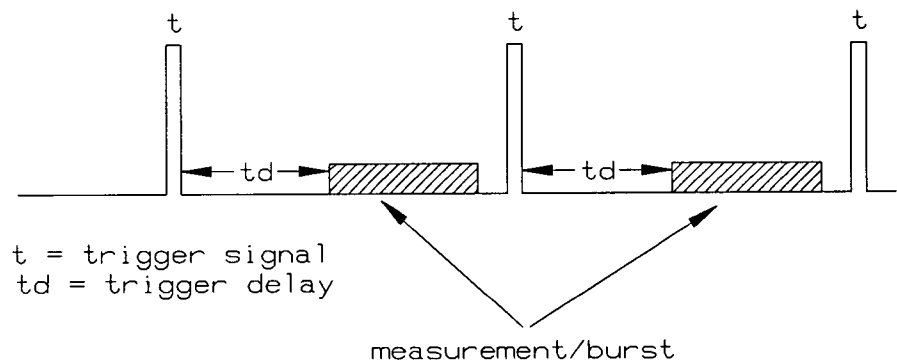 t t t
td td
t = trigger signal
td = trigger delay
measurement/burst